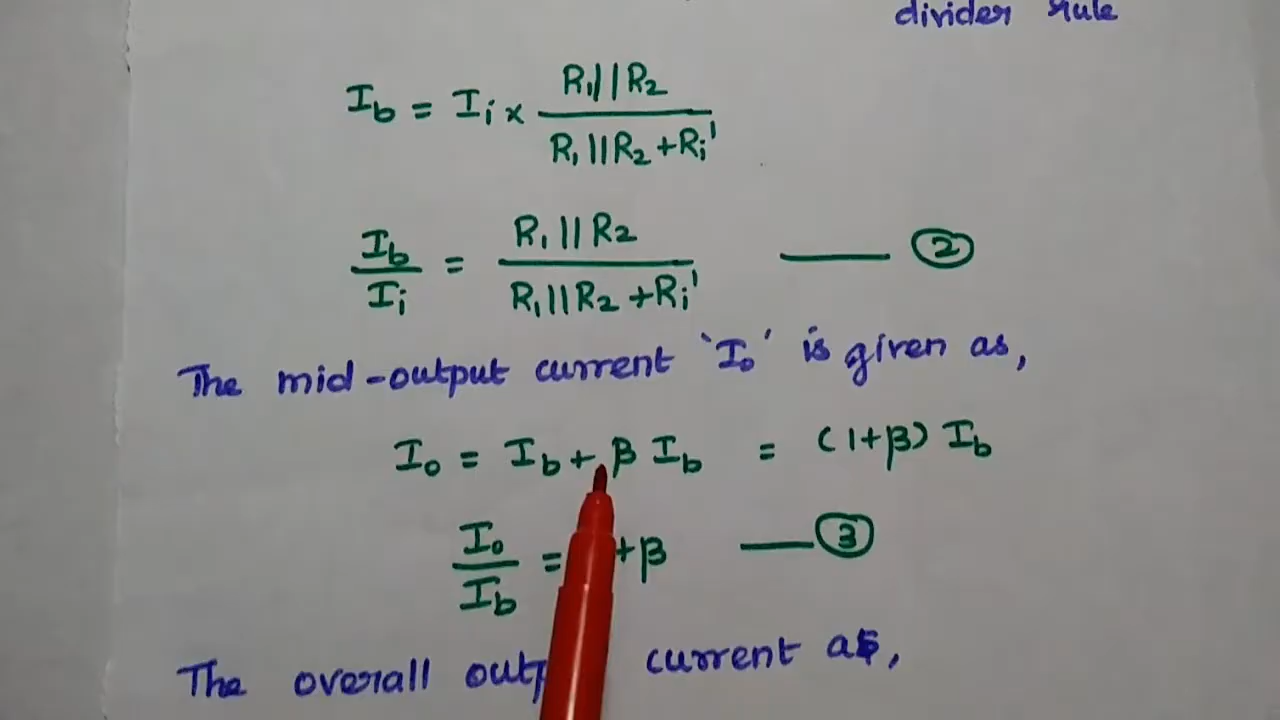 divider rule
Ib = Ii × R1||R2 / R1||R2 + Ri'
Ib / Ii = R1||R2 / R1||R2 + Ri' —— ②
The mid-output current 'Io' is given as,
Io = Ib + β Ib = (1+β) Ib
Io / Ib = + β —— ③
The overall current as,